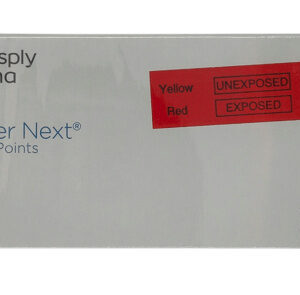 sply
na
Yellow UNEXPOSED
Red EXPOSED
er Next®
Points